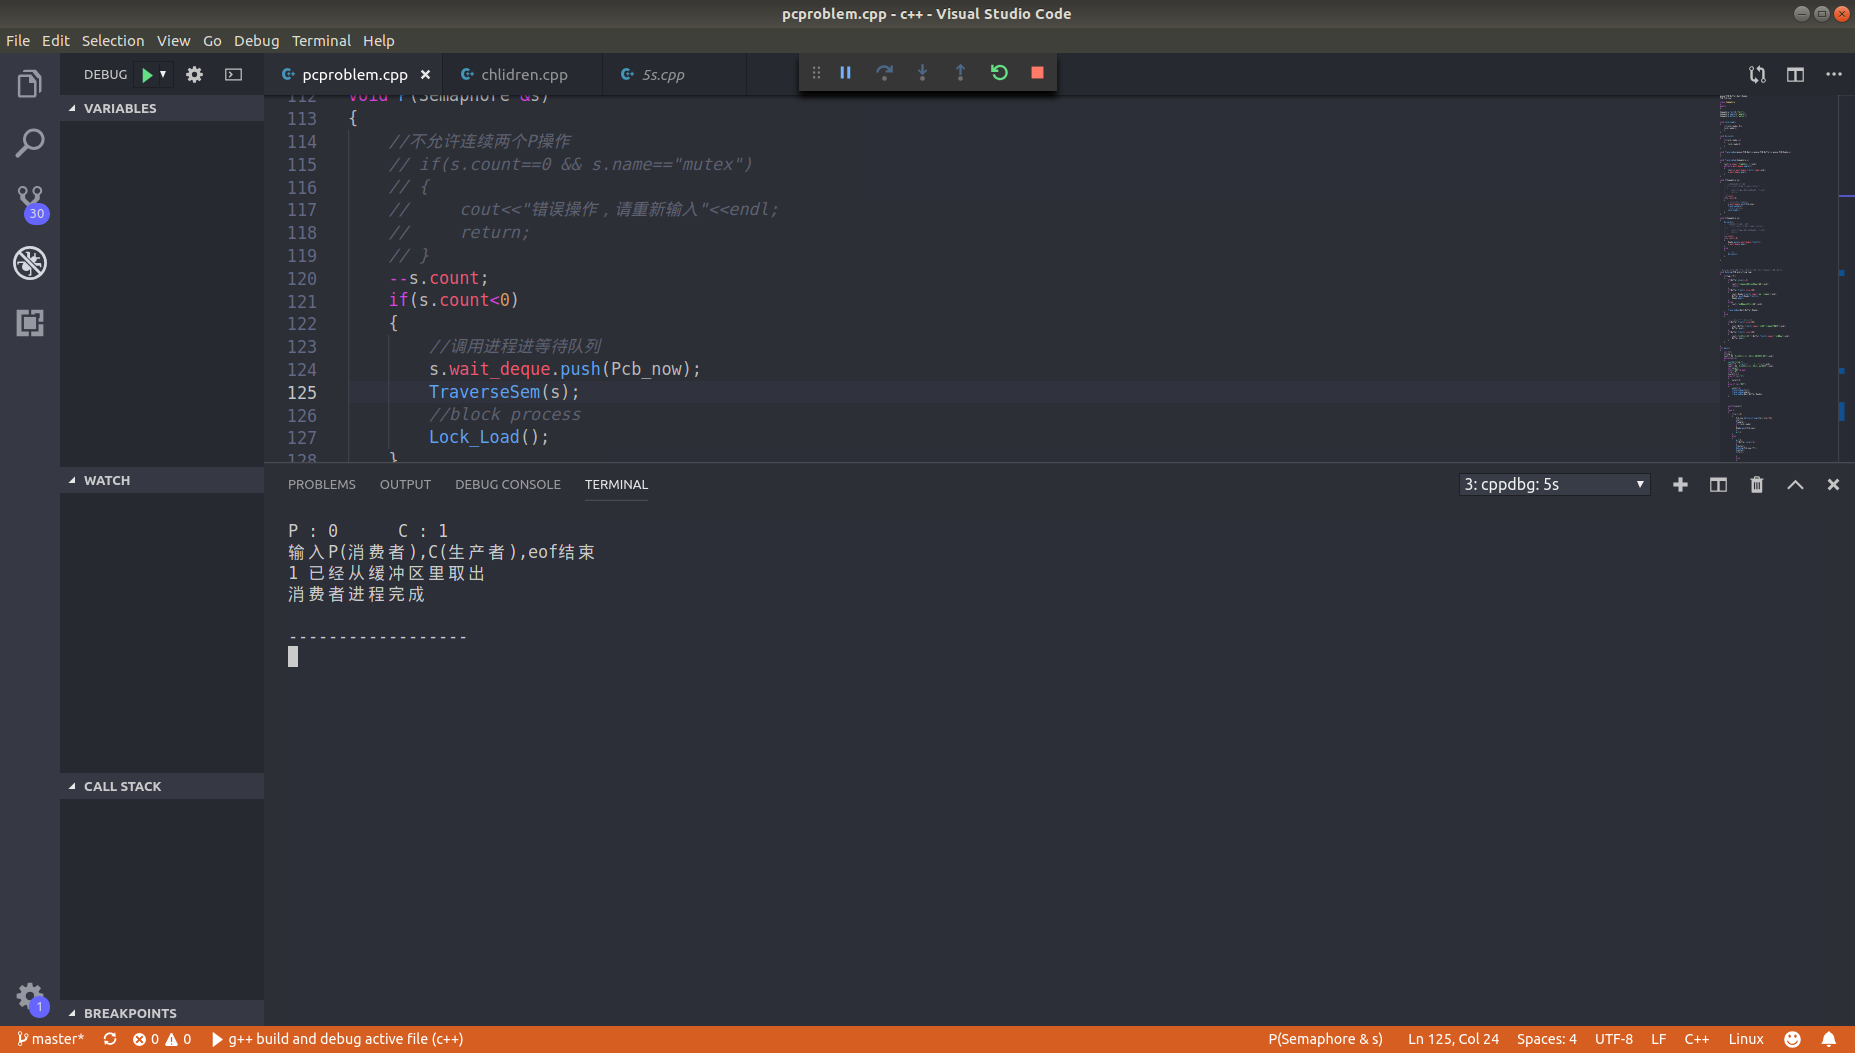 pcproblem.cpp - c++ - Visual Studio Code
File Edit Selection View Go Debug Terminal Help
DEBUG
pcproblem.cpp
chlidren.cpp
5s.cpp
VARIABLES
112 void P(Semaphore &s)
113 {
114 //不允许连续两个P操作
115 // if(s.count==0 && s.name=="mutex")
116 // {
117 // cout<<"错误操作，请重新输入"<<endl;
118 // return;
119 // }
120 --s.count;
121 if(s.count<0)
122 {
123 //调用进程进等待队列
124 s.wait_deque.push(Pcb_now);
125 TraverseSem(s);
126 //block process
127 Lock_Load();
128 }
30
WATCH
CALL STACK
BREAKPOINTS
1
PROBLEMS OUTPUT DEBUG CONSOLE TERMINAL
3: cppdbg: 5s
P : 0 C : 1
输入P(消费者),C(生产者),eof结束
1 已经从缓冲区里取出
消费者进程完成
------------------
master* 0 0 g++ build and debug active file (c++)
P(Semaphore & s) Ln 125, Col 24 Spaces: 4 UTF-8 LF C++ Linux